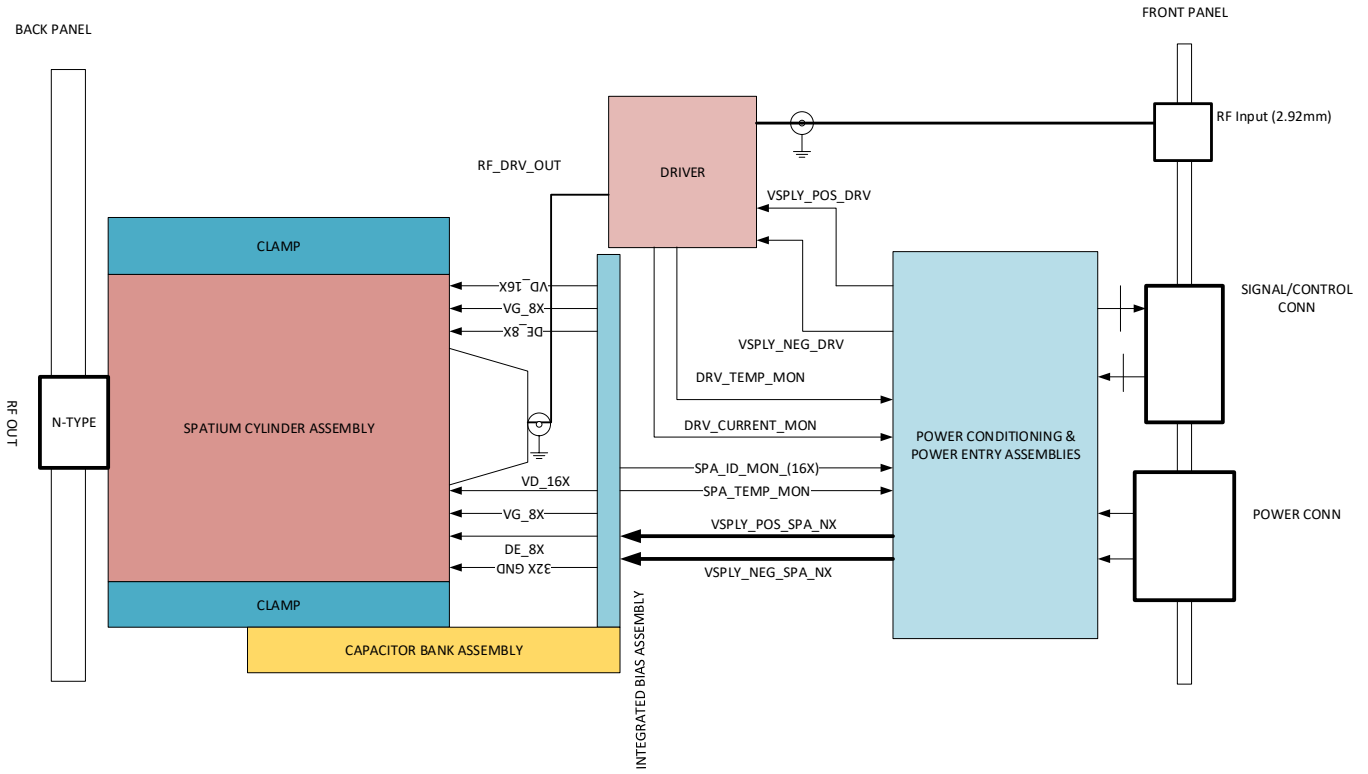 FRONT PANEL
BACK PANEL
RF Input (2.92mm)
RF_DRV_OUT
DRIVER
VSPLY_POS_DRV
CLAMP
VD_16X
VG_8X
DE_8X
SIGNAL/CONTROL
CONN
VSPLY_NEG_DRV
DRV_TEMP_MON
RF OUT
N-TYPE
SPATIUM CYLINDER ASSEMBLY
DRV_CURRENT_MON
POWER CONDITIONING &
POWER ENTRY ASSEMBLIES
SPA_ID_MON_(16X)
VD_16X
SPA_TEMP_MON
VG_8X
VSPLY_POS_SPA_NX
POWER CONN
DE_8X
32X GND
VSPLY_NEG_SPA_NX
CLAMP
CAPACITOR BANK ASSEMBLY
INTEGRATED BIAS ASSEMBLY